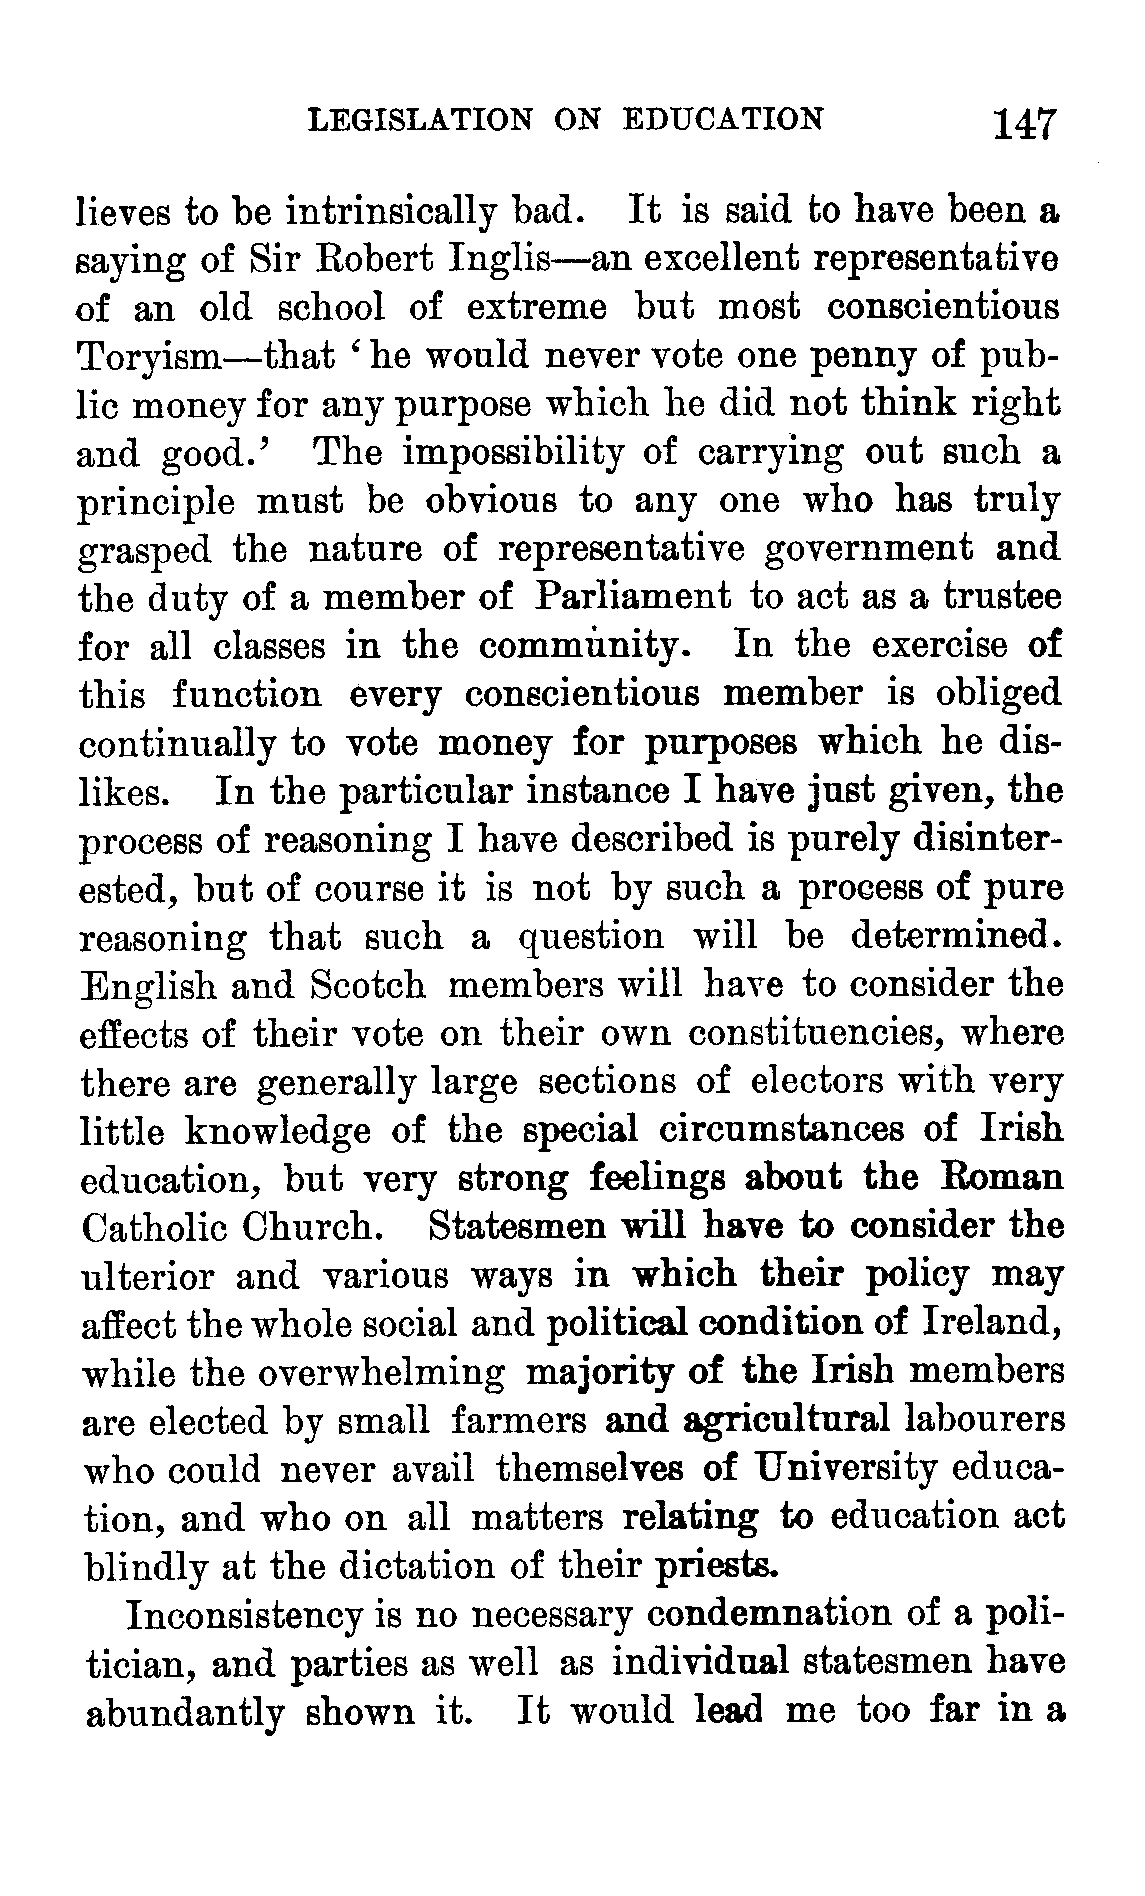 LEGISLATION ON EDUCATION 147
lieves to be intrinsically bad. It is said to have been a
saying of Sir Robert Inglis—an excellent representative
of an old school of extreme but most conscientious
Toryism—that ‘ he would never vote one penny of pub-
lic money for any purpose which he did not think right
and good.’ The impossibility of carrying out such a
principle must be obvious to any one who has truly
grasped the nature of representative government and
the duty of a member of Parliament to act as a trustee
for all classes in the community. In the exercise of
this function every conscientious member is obliged
continually to vote money for purposes which he dis-
likes. In the particular instance I have just given, the
process of reasoning I have described is purely disinter-
ested, but of course it is not by such a process of pure
reasoning that such a question will be determined.
English and Scotch members will have to consider the
effects of their vote on their own constituencies, where
there are generally large sections of electors with very
little knowledge of the special circumstances of Irish
education, but very strong feelings about the Roman
Catholic Church. Statesmen will have to consider the
ulterior and various ways in which their policy may
affect the whole social and political condition of Ireland,
while the overwhelming majority of the Irish members
are elected by small farmers and agricultural labourers
who could never avail themselves of University educa-
tion, and who on all matters relating to education act
blindly at the dictation of their priests.
Inconsistency is no necessary condemnation of a poli-
tician, and parties as well as individual statesmen have
abundantly shown it. It would lead me too far in a